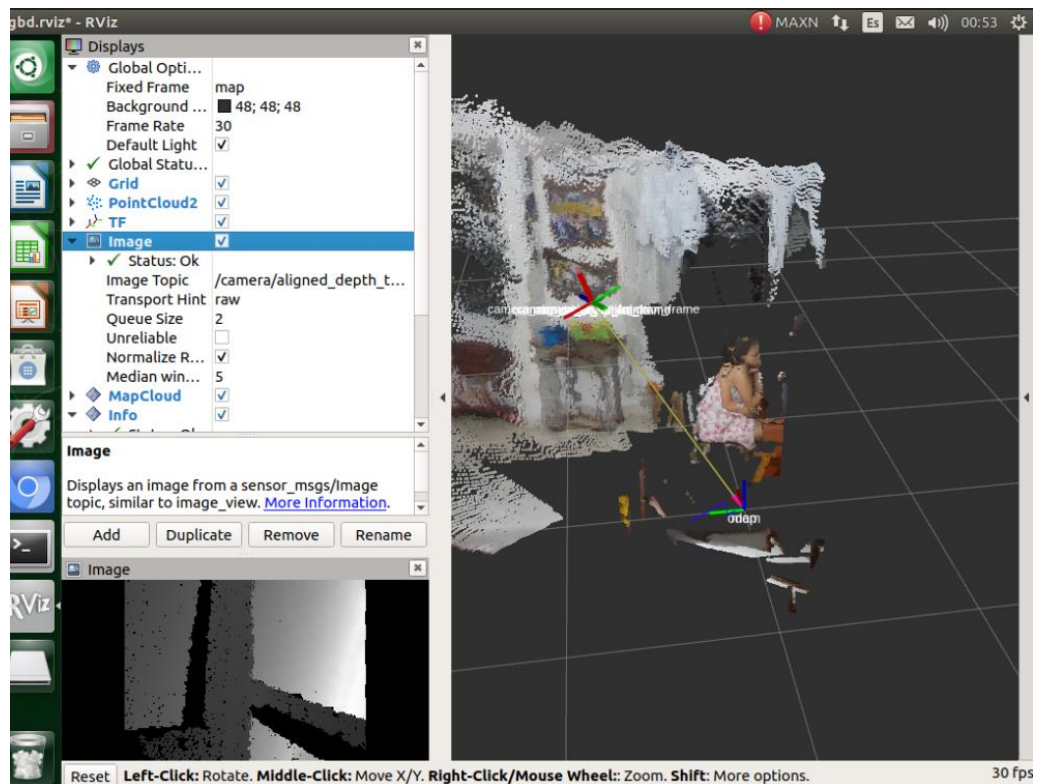 gbd.rviz* - RViz
MAXN Es 00:53
Displays
Global Opti...
Fixed Frame map
Background ... 48; 48; 48
Frame Rate 30
Default Light
Global Statu...
Grid
PointCloud2
TF
Image
Status: Ok
Image Topic /camera/aligned_depth_t...
Transport Hint raw
Queue Size 2
Unreliable
Normalize R...
Median win... 5
MapCloud
Info
Image
Displays an image from a sensor_msgs/Image
topic, similar to image_view. More Information.
Add Duplicate Remove Rename
Image
RViz
Reset Left-Click: Rotate. Middle-Click: Move X/Y. Right-Click/Mouse Wheel:: Zoom. Shift: More options. 30 fps